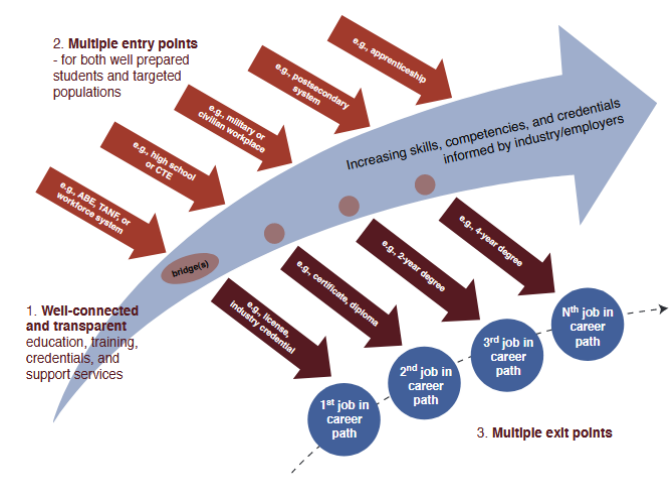 2. Multiple entry points
- for both well prepared
students and targeted
populations
e.g., apprenticeship
e.g., postsecondary
system
e.g., military or
civilian workplace
e.g., high school
or CTE
e.g., ABE, TANF, or
workforce system
Increasing skills, competencies, and credentials
informed by industry/employers
bridge(s)
1. Well-connected
and transparent
education, training,
credentials, and
support services
e.g., license,
industry credential
e.g., certificate, diploma
e.g., 2-year degree
e.g., 4-year degree
1st job in
career
path
2nd job in
career
path
3rd job in
career
path
Nth job in
career
path
3. Multiple exit points